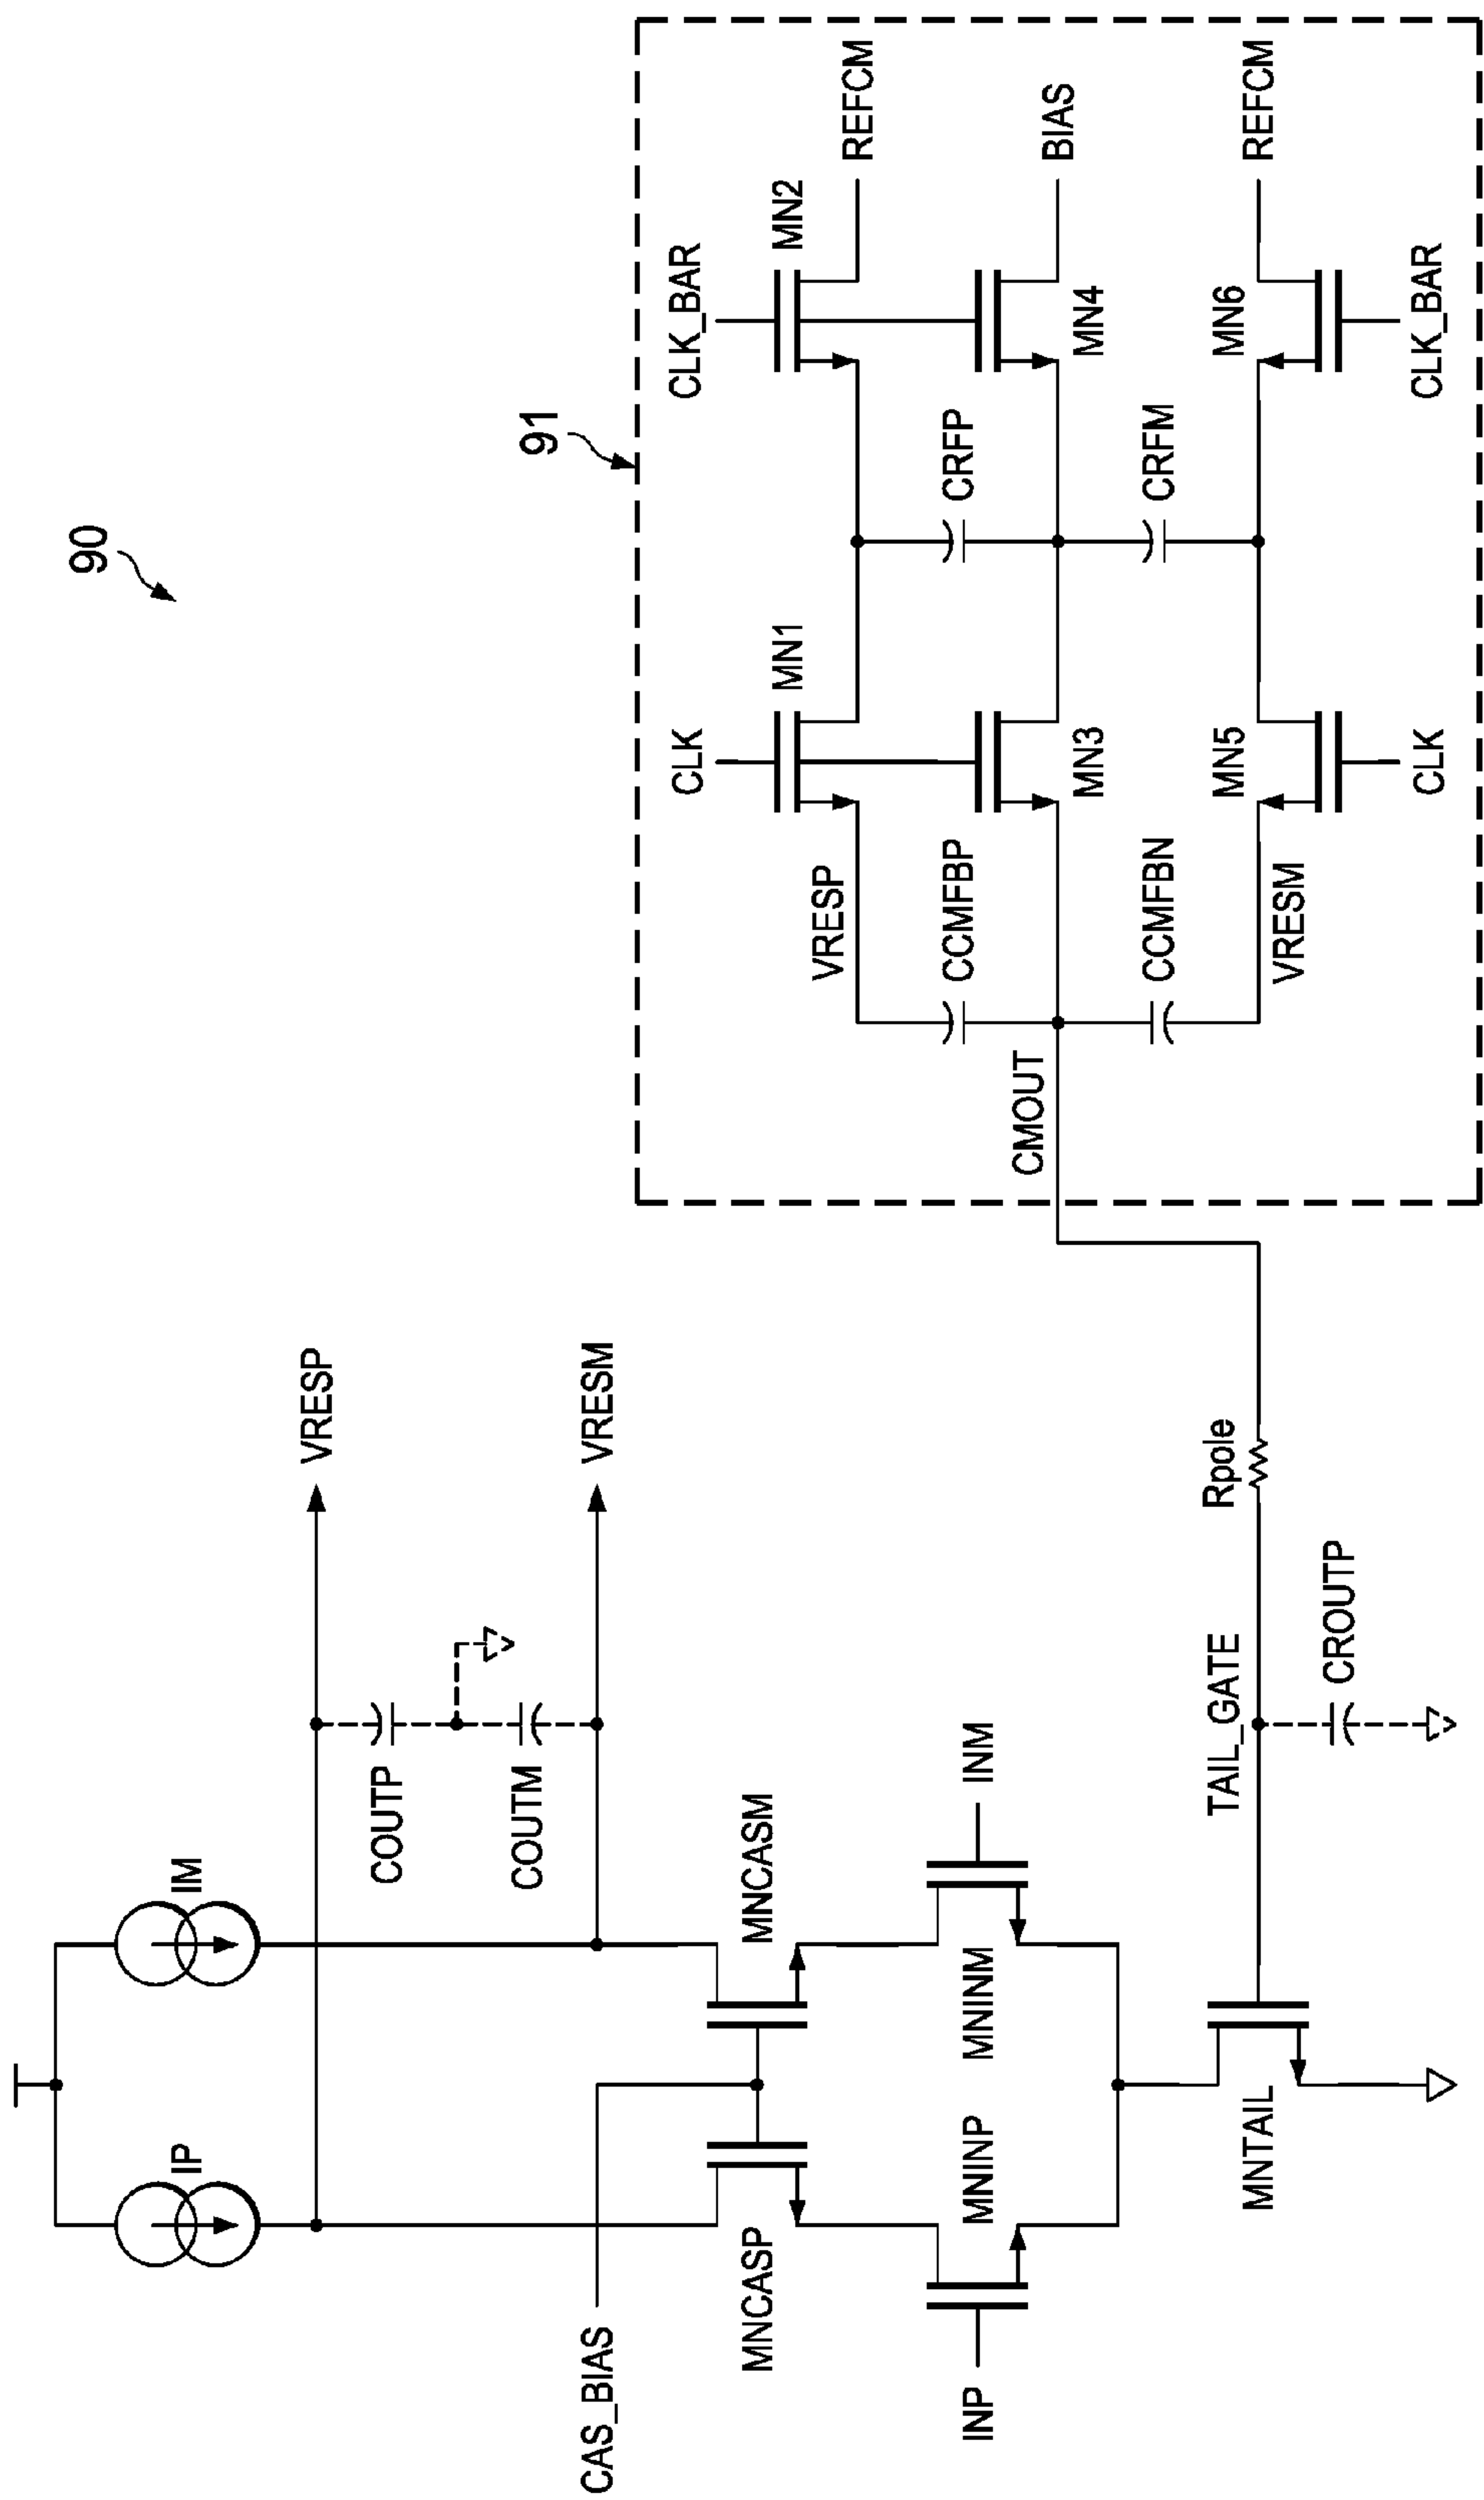 90
91
IP
IM
COUTP
COUTM
VRESP
VRESM
CAS_BIAS
MNCASP
MNCASM
INP
MNINP
MNINM
INM
MNTAIL
TAIL_GATE
CROUTP
Rpole
CMOUT
CLK
CLK_BAR
MN1
MN2
REFCM
VRESP
CCMFBP
CRFP
MN3
MN4
BIAS
CCMFBN
CRFM
VRESM
MN5
MN6
REFCM
CLK
CLK_BAR